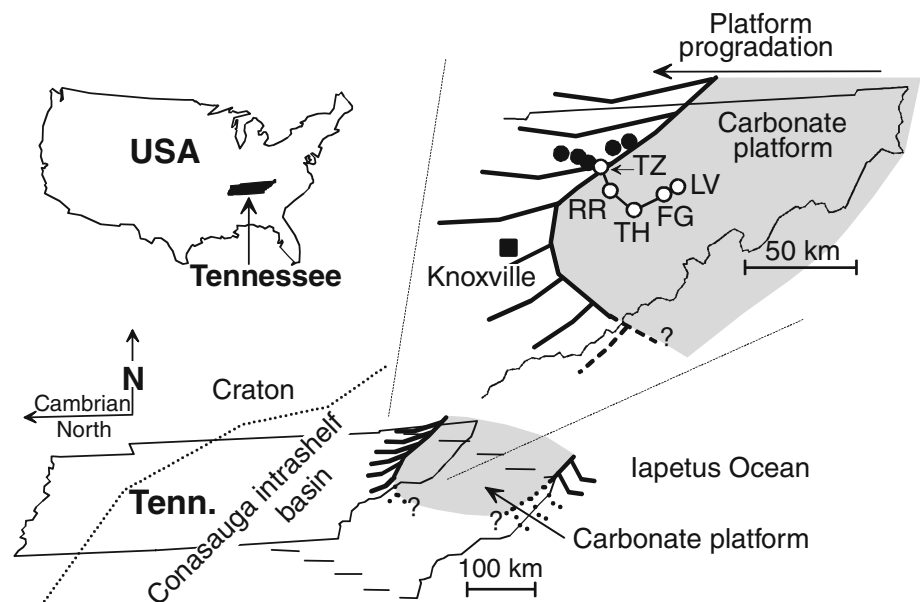 Platform
progradation
USA
Tennessee
Carbonate
platform
TZ
LV
RR
FG
TH
50 km
Knoxville
?
N
Cambrian
North
Craton
Conasauga intrashelf
basin
Tenn.
Iapetus Ocean
?
?
Carbonate platform
100 km